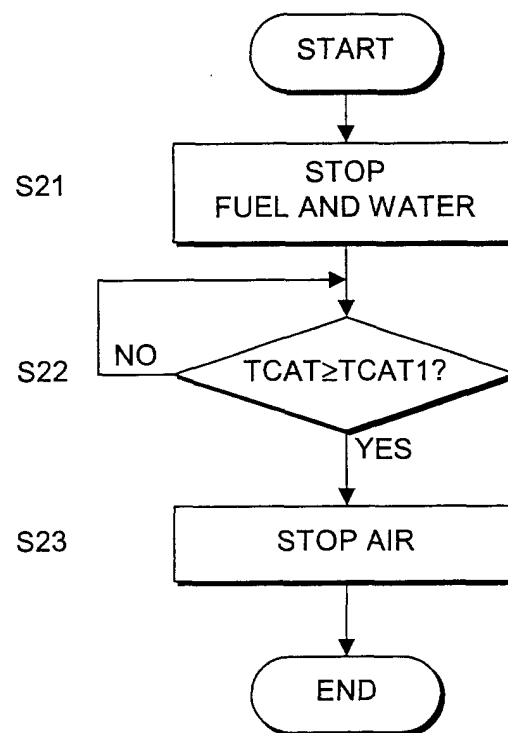 START
S21
STOP
FUEL AND WATER
NO
S22
TCAT≥TCAT1?
YES
S23
STOP AIR
END